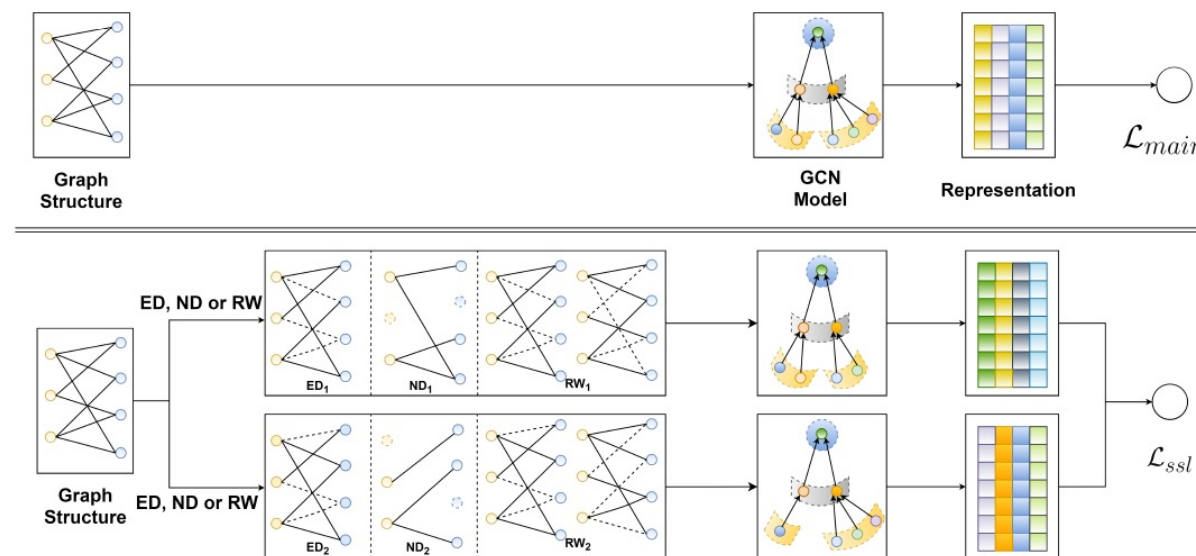 Graph
Structure
GCN
Model
Representation
ℒmain
ED, ND or RW
ED₁
ND₁
RW₁
Graph
Structure
ED, ND or RW
ED₂
ND₂
RW₂
ℒssl